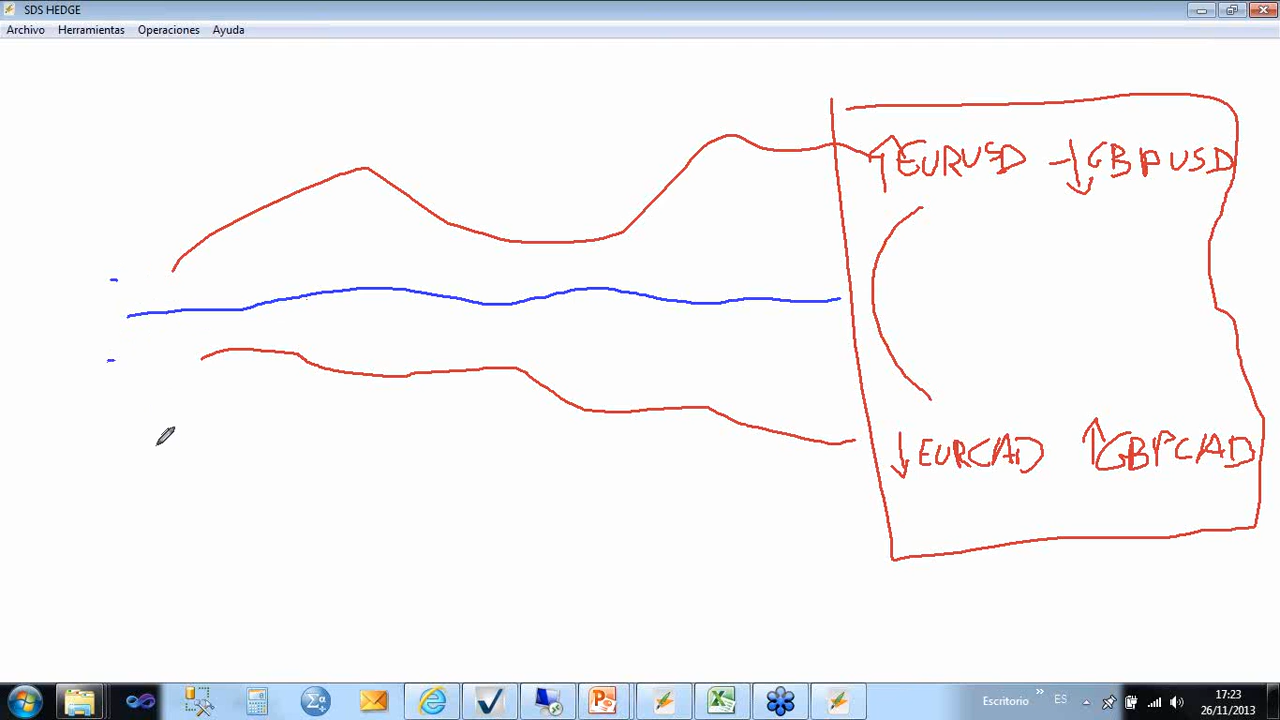 SDS HEDGE
Archivo Herramientas Operaciones Ayuda
↑EURUSD -↓GBPUSD
↓EURCAD ↑GBPCAD
Escritorio » ES 17:23
26/11/2013